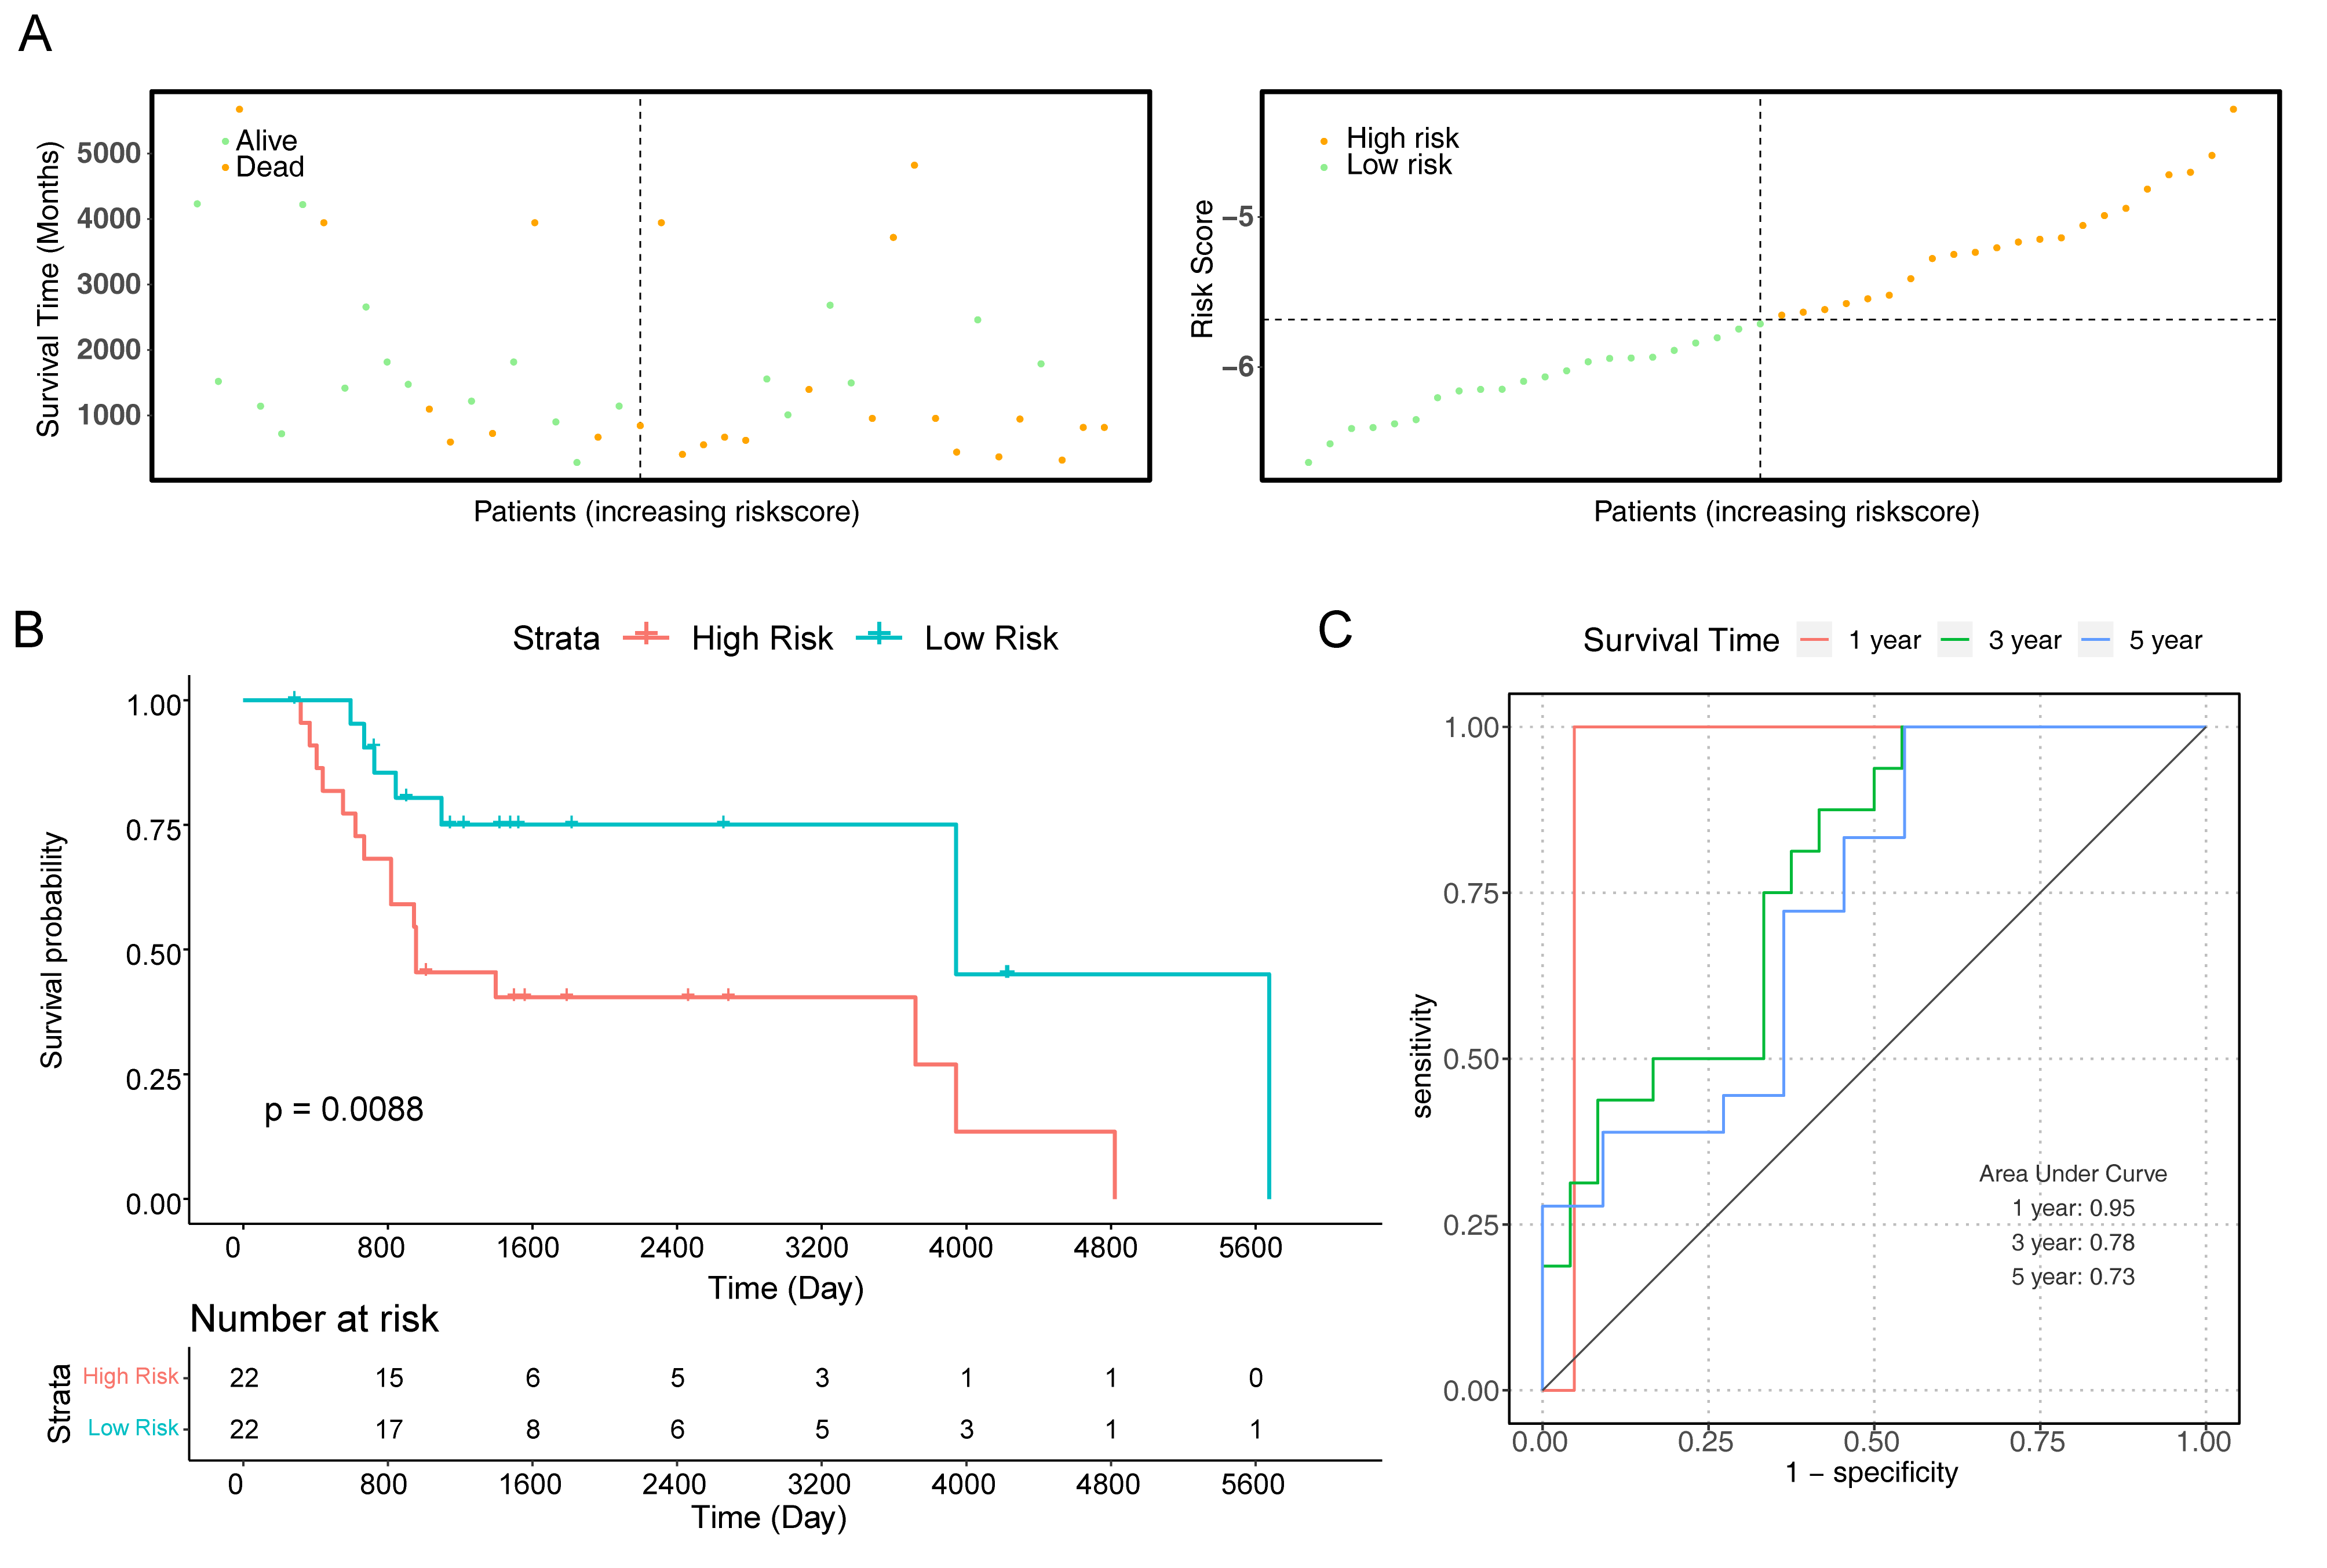 A
Survival Time (Months)
5000
4000
3000
2000
1000
Alive
Dead
Patients (increasing riskscore)
Risk Score
−5
−6
High risk
Low risk
Patients (increasing riskscore)
B
Strata High Risk Low Risk
Survival probability
1.00
0.75
0.50
0.25
0.00
p = 0.0088
0 800 1600 2400 3200 4000 4800 5600
Time (Day)
Number at risk
Strata
High Risk 22 15 6 5 3 1 1 0
Low Risk 22 17 8 6 5 3 1 1
0 800 1600 2400 3200 4000 4800 5600
Time (Day)
C
Survival Time 1 year 3 year 5 year
sensitivity
1.00
0.75
0.50
0.25
0.00
Area Under Curve
1 year: 0.95
3 year: 0.78
5 year: 0.73
0.00 0.25 0.50 0.75 1.00
1 − specificity